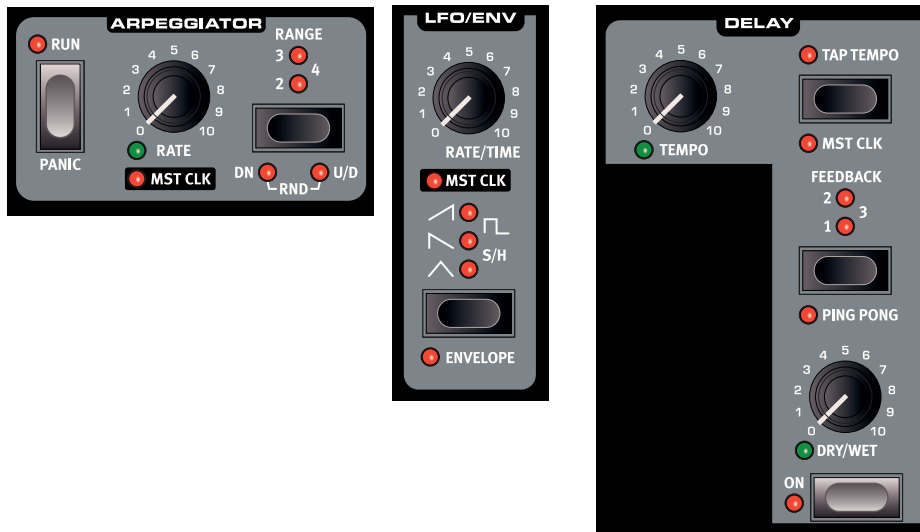 ARPEGGIATOR
RUN
RANGE
0 1 2 3 4 5 6 7 8 9 10
3
4
2
PANIC
RATE
MST CLK
DN
RND
U/D
LFO/ENV
0 1 2 3 4 5 6 7 8 9 10
RATE/TIME
MST CLK
S/H
ENVELOPE
DELAY
0 1 2 3 4 5 6 7 8 9 10
TEMPO
TAP TEMPO
MST CLK
FEEDBACK
2
3
1
PING PONG
0 1 2 3 4 5 6 7 8 9 10
DRY/WET
ON